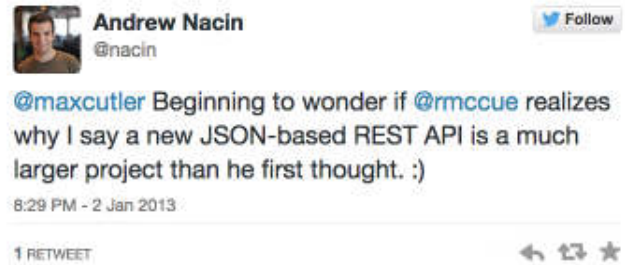 Andrew Nacin
Follow
@nacin
@maxcutler Beginning to wonder if @rmccue realizes
why I say a new JSON-based REST API is a much
larger project than he first thought. :)
8:29 PM - 2 Jan 2013
1 RETWEET